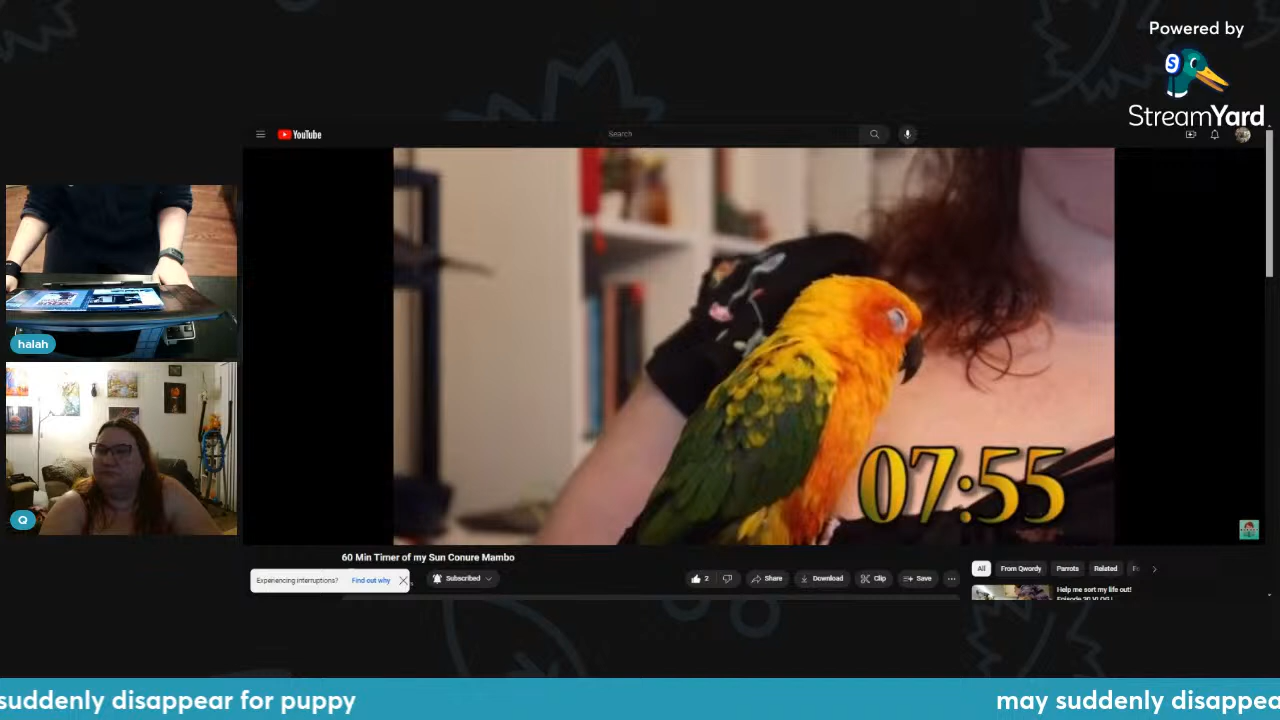 Powered by
StreamYard
YouTube
Search
halah
Q
07:55
60 Min Timer of my Sun Conure Mambo
Experiencing interruptions?
Find out why
Subscribed
2
Share
Download
Clip
Save
All
From Qwordy
Parrots
Related
Help me sort my life out!
suddenly disappear for puppy
may suddenly disappea